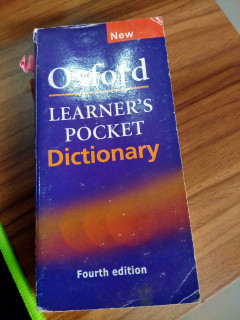 New
Oxford
LEARNER'S
POCKET
Dictionary
Fourth edition